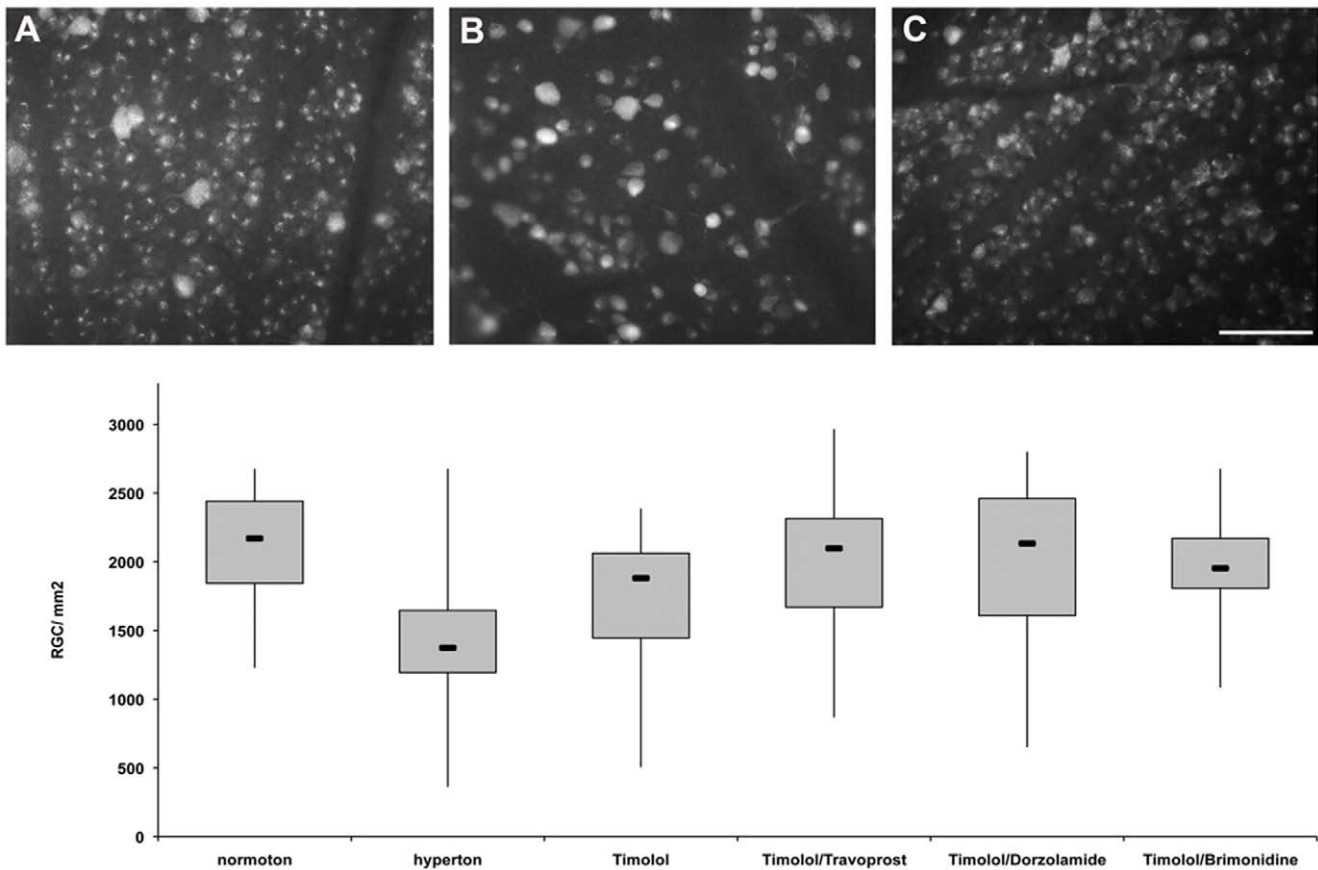 A B C
3000
2500
2000
1500
1000
500
0
RGC/ mm2
normoton hyperton Timolol Timolol/Travoprost Timolol/Dorzolamide Timolol/Brimonidine